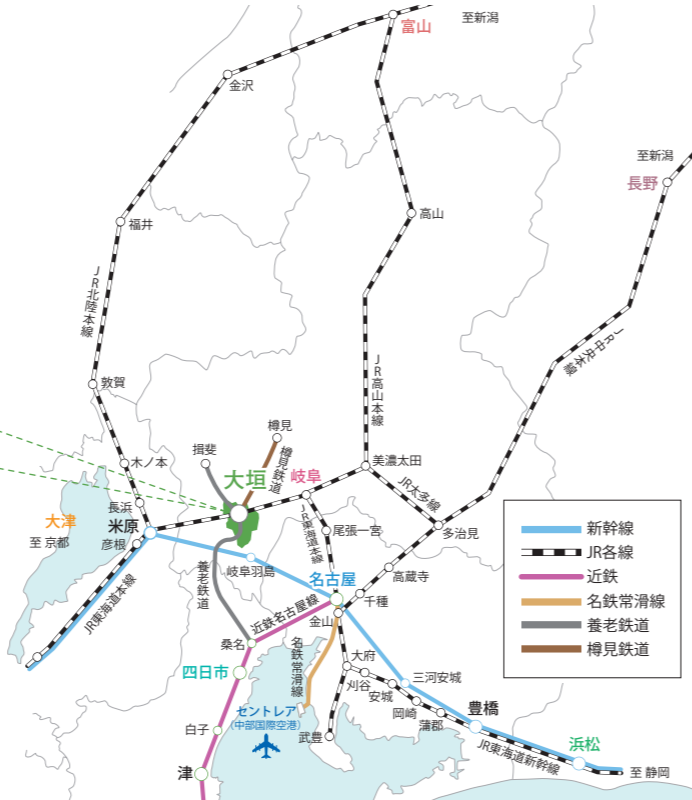 至新潟
富山
金沢
至新潟
長野
高山
福井
JR北陸本線
JR中央本線
JR高山本線
敦賀
樽見
揖斐
樽見鉄道
木ノ本
大垣
岐阜
美濃太田
JR太多線
長浜
大津
米原
至 京都
彦根
JR東海道本線
JR東海道本線
尾張一宮
多治見
岐阜羽島
養老鉄道
名古屋
高蔵寺
千種
近鉄名古屋線
金山
桑名
名鉄常滑線
大府
四日市
刈谷
安城
三河安城
岡崎
蒲郡
豊橋
セントレア
(中部国際空港)
白子
武豊
JR東海道新幹線
浜松
津
至 静岡
新幹線
JR各線
近鉄
名鉄常滑線
養老鉄道
樽見鉄道